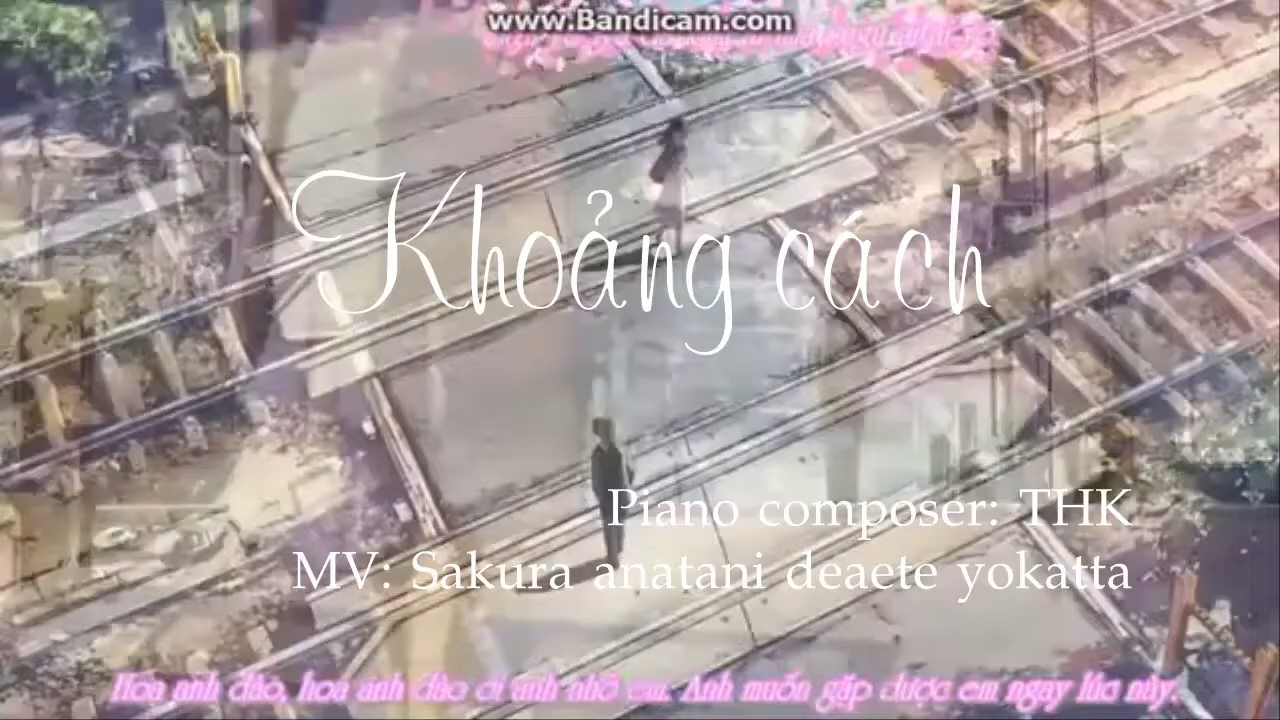 www.Bandicam.com
Khoảng cách
Piano composer: THK
MV: Sakura anatani deaete yokatta
Hoa anh đào, hoa anh đào ơi anh nhớ em. Anh muốn gặp được em ngay lúc này.